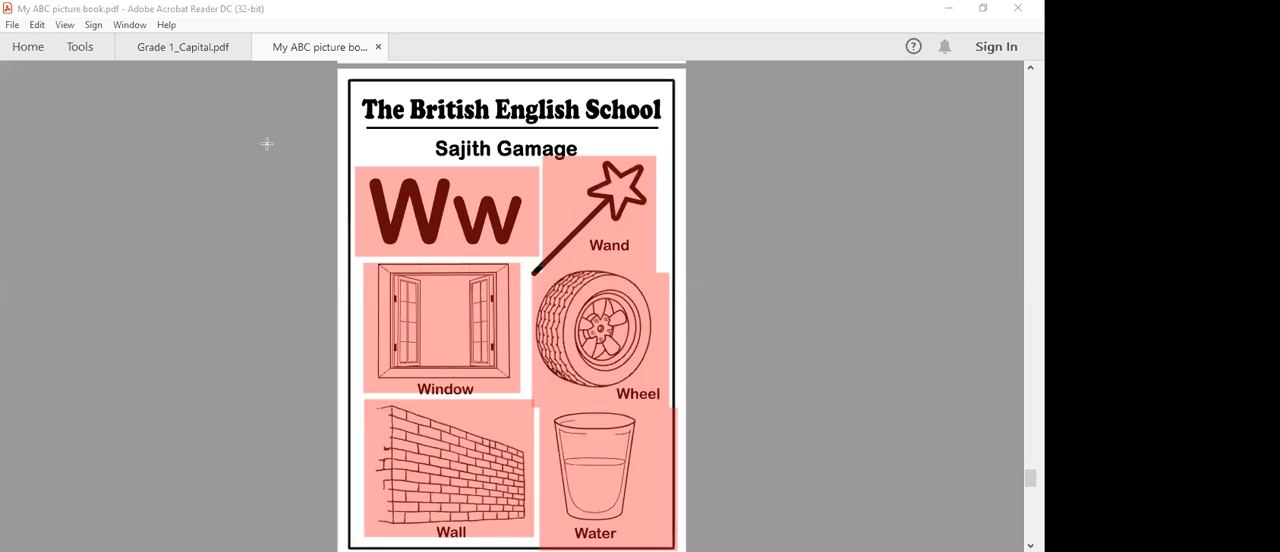 My ABC picture book.pdf - Adobe Acrobat Reader DC (32-bit)
File Edit View Sign Window Help
Home Tools Grade 1_Capital.pdf My ABC picture bo... × ? Sign In
The British English School
Sajith Gamage
Ww
Wand
Window
Wheel
Wall
Water